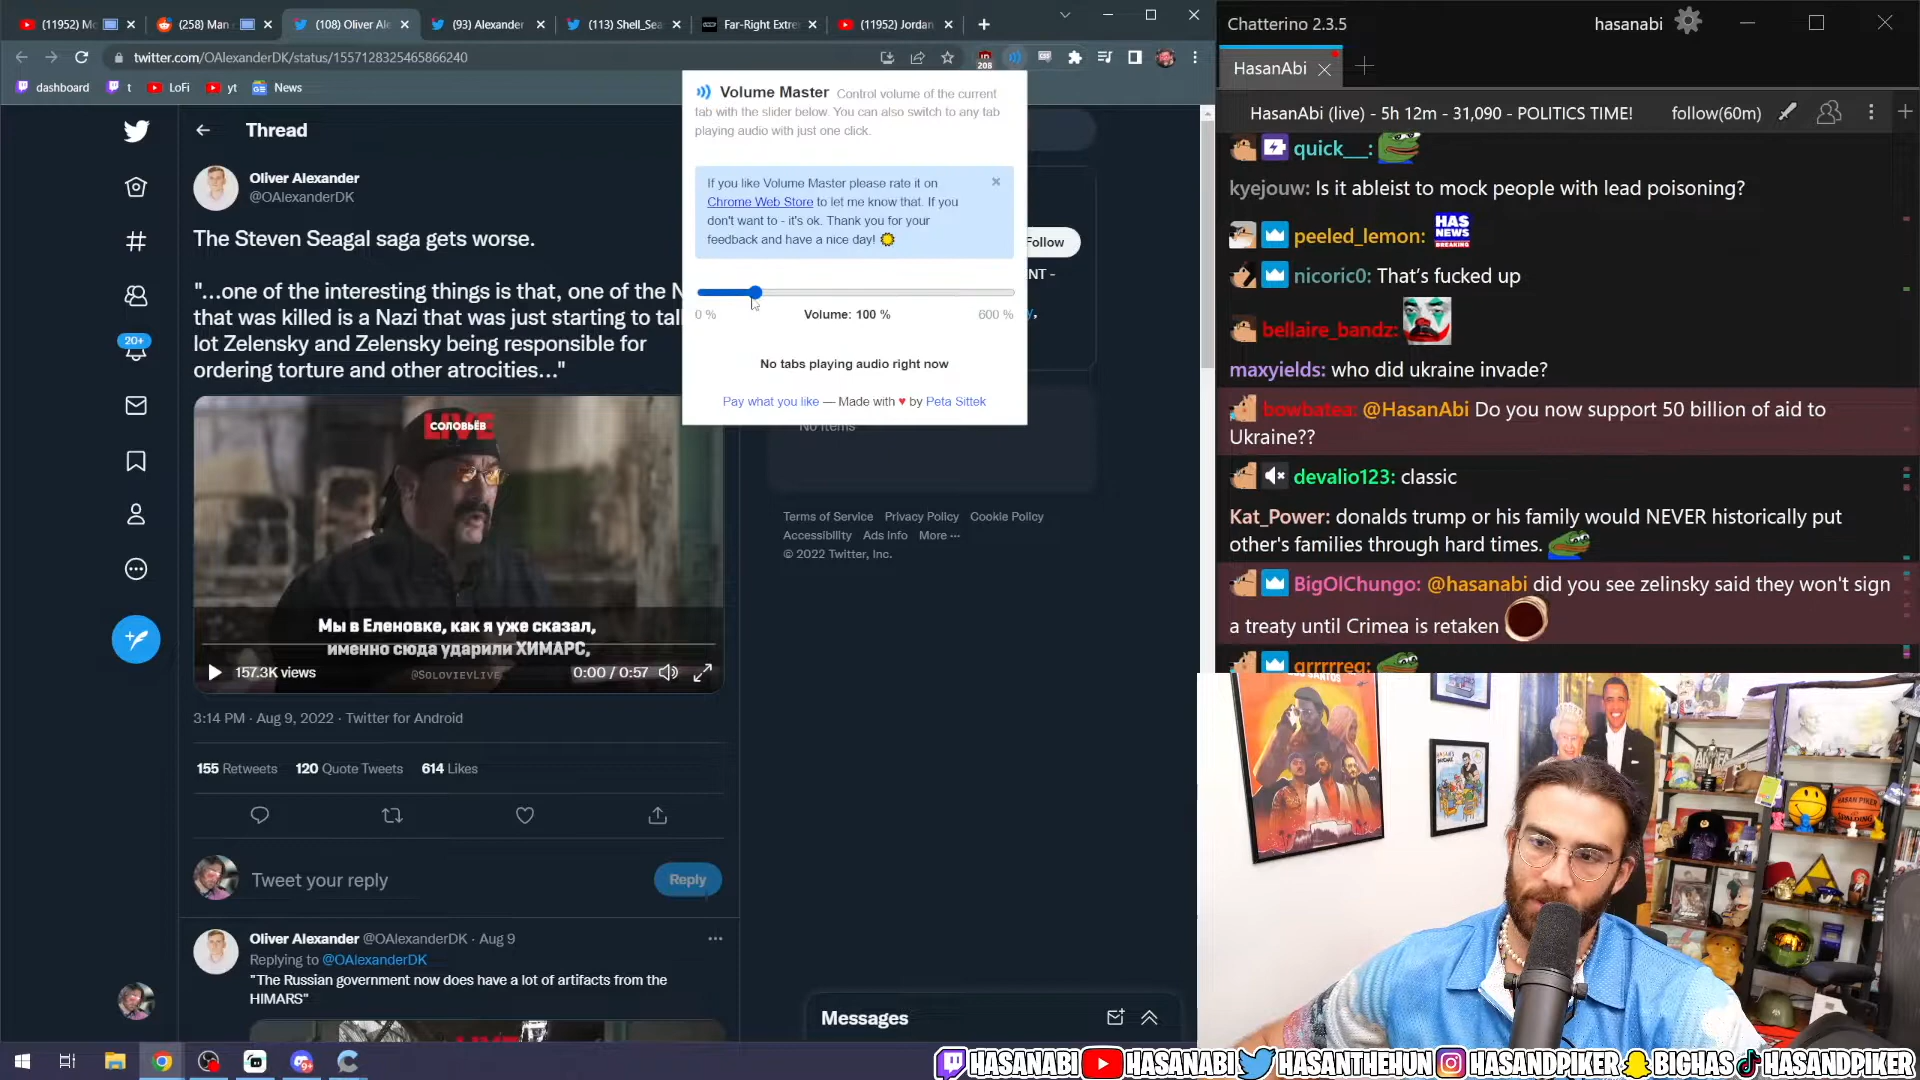 (11952) Mc
(258) Man
(108) Oliver Ale
(93) Alexander
(113) Shell_Sea
Far-Right Extre
(11952) Jordan
twitter.com/OAlexanderDK/status/1557128325465866240
208
dashboard
t
LoFi
yt
News
Thread
Oliver Alexander
@OAlexanderDK
The Steven Seagal saga gets worse.
"...one of the interesting things is that, one of the N
that was killed is a Nazi that was just starting to tal
lot Zelensky and Zelensky being responsible for
ordering torture and other atrocities..."
20+
LIVE
СОЛОВЬЁВ
Мы в Еленовке, как я уже сказал,
именно сюда ударили ХИМАРС,
157.3K views
@SOLOVIEVLIVE
0:00 / 0:57
3:14 PM · Aug 9, 2022 · Twitter for Android
155 Retweets
120 Quote Tweets
614 Likes
Tweet your reply
Reply
Oliver Alexander @OAlexanderDK · Aug 9
Replying to @OAlexanderDK
"The Russian government now does have a lot of artifacts from the
HIMARS"
LIVE
Volume Master Control volume of the current
tab with the slider below. You can also switch to any tab
playing audio with just one click.
If you like Volume Master please rate it on
Chrome Web Store to let me know that. If you
don't want to - it's ok. Thank you for your
feedback and have a nice day!
0 %
Volume: 100 %
600 %
No tabs playing audio right now
Pay what you like — Made with ♥ by Peta Sittek
Follow
NT -
No items
Terms of Service Privacy Policy Cookie Policy
Accessibility Ads Info More ···
© 2022 Twitter, Inc.
Messages
Chatterino 2.3.5
hasanabi
HasanAbi
HasanAbi (live) - 5h 12m - 31,090 - POLITICS TIME!
follow(60m)
quick___:
kyejouw: Is it ableist to mock people with lead poisoning?
peeled_lemon:
HAS
NEWS
BREAKING
nicoric0: That's fucked up
bellaire_bandz:
maxyields: who did ukraine invade?
bowbatea: @HasanAbi Do you now support 50 billion of aid to
Ukraine??
devalio123: classic
Kat_Power: donalds trump or his family would NEVER historically put
other's families through hard times.
BigOlChungo: @hasanabi did you see zelinsky said they won't sign
a treaty until Crimea is retaken
grrrrreg:
HASAN PIKER
SPALDING
HASANABI
HASANABI
HASANTHEHUN
HASANDPIKER
BIGHAS
HASANDPIKER